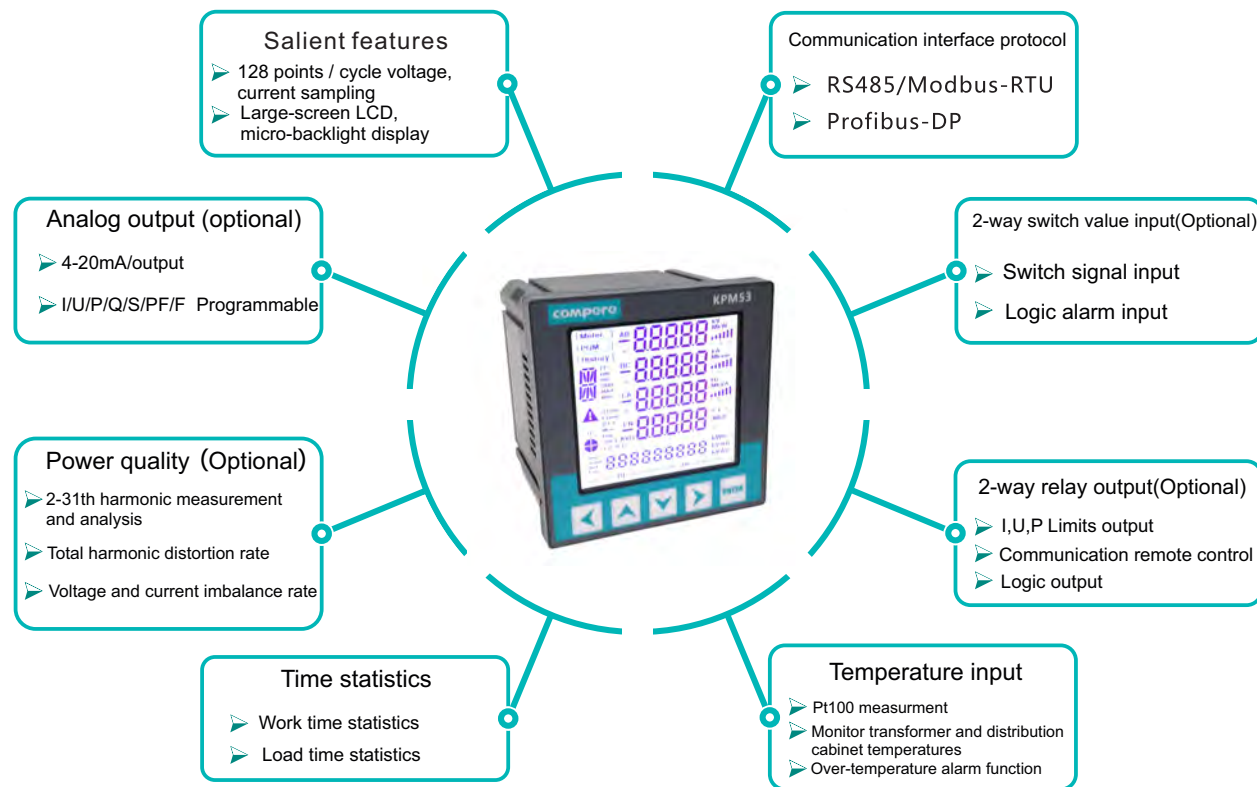 Salient features
128 points / cycle voltage,
current sampling
Large-screen LCD,
micro-backlight display
Communication interface protocol
RS485/Modbus-RTU
Profibus-DP
Analog output (optional)
4-20mA/output
I/U/P/Q/S/PF/F Programmable
2-way switch value input(Optional)
Switch signal input
Logic alarm input
compere
KPM53
Meter
History
88888
88888
88888
88888
888888888
ENTER
Power quality (Optional)
2-31th harmonic measurement
and analysis
Total harmonic distortion rate
Voltage and current imbalance rate
2-way relay output(Optional)
I,U,P Limits output
Communication remote control
Logic output
Time statistics
Work time statistics
Load time statistics
Temperature input
Pt100 measurment
Monitor transformer and distribution
cabinet temperatures
Over-temperature alarm function